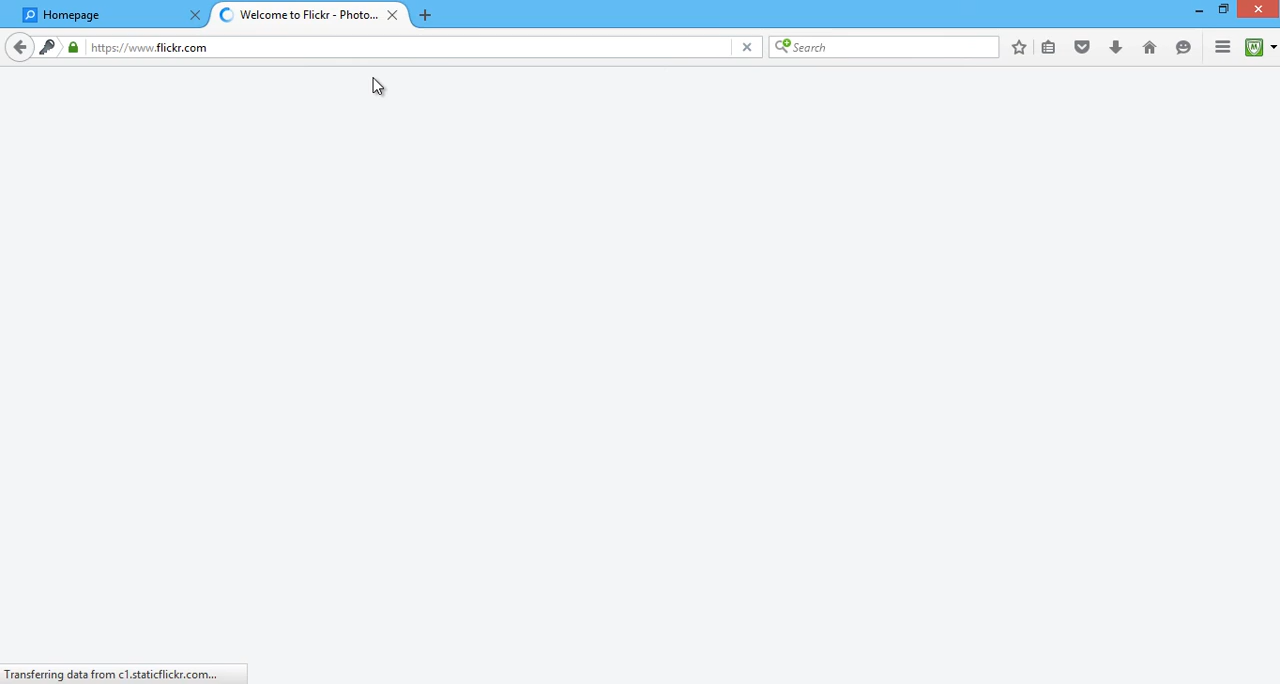 Homepage
Welcome to Flickr - Photo...
https://www.flickr.com
Search
Transferring data from c1.staticflickr.com...